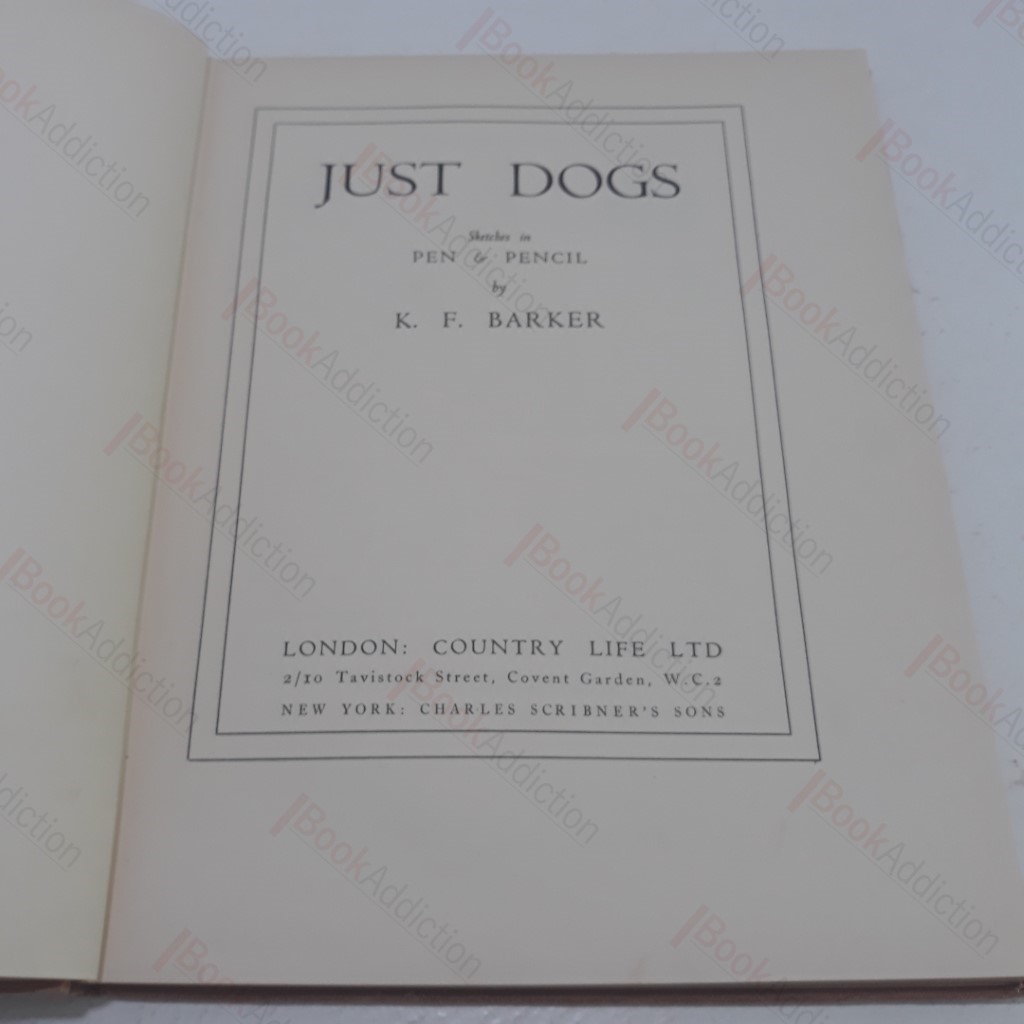 JUST DOGS
Sketches in
PEN & PENCIL
by
K. F. BARKER
LONDON: COUNTRY LIFE LTD
2/10 Tavistock Street, Covent Garden, W.C.2
NEW YORK: CHARLES SCRIBNER'S SONS
BookAddiction